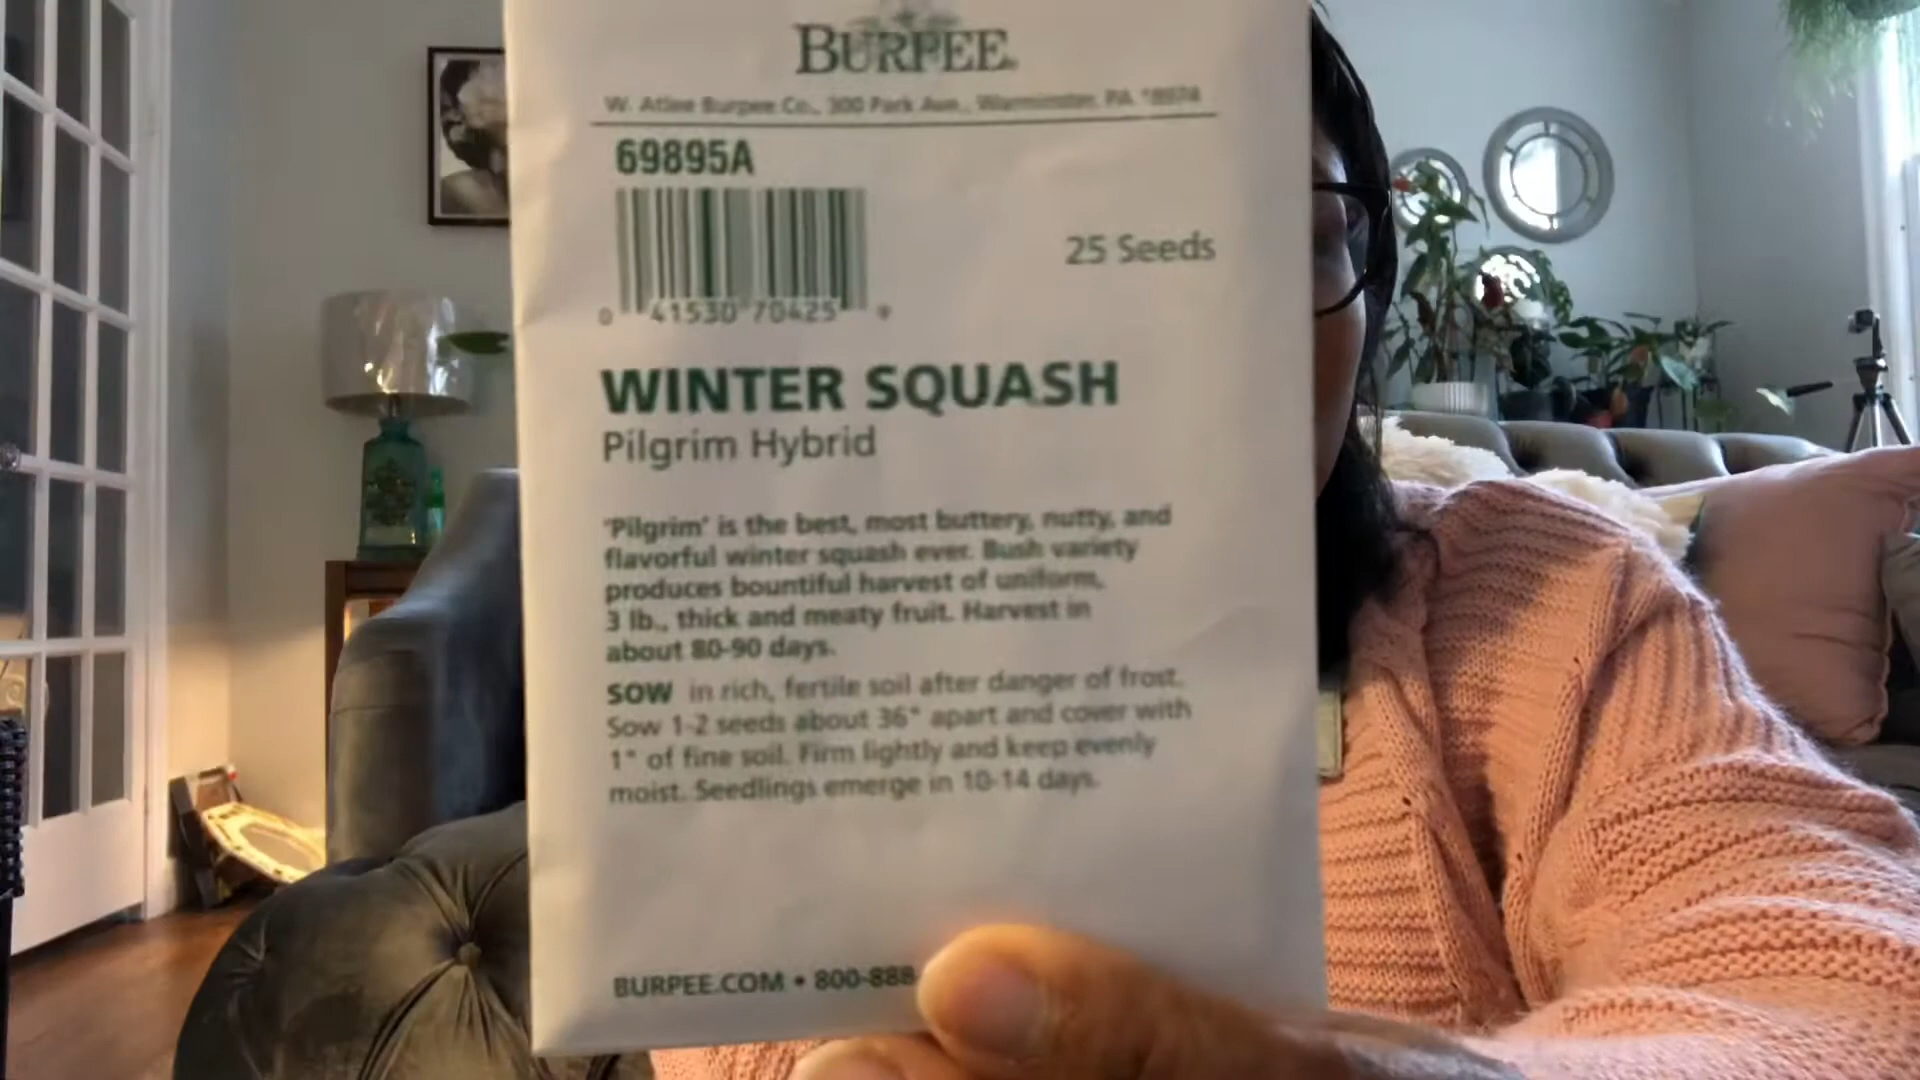 BURPEE
W. Atlee Burpee Co., 300 Park Ave., Warminster, PA 18974
69895A
25 Seeds
0 41530 70425
WINTER SQUASH
Pilgrim Hybrid
'Pilgrim' is the best, most buttery, nutty, and
flavorful winter squash ever. Bush variety
produces bountiful harvest of uniform,
3 lb., thick and meaty fruit. Harvest in
about 80-90 days.
SOW in rich, fertile soil after danger of frost.
Sow 1-2 seeds about 36" apart and cover with
1" of fine soil. Firm lightly and keep evenly
moist. Seedlings emerge in 10-14 days.
BURPEE.COM • 800-888